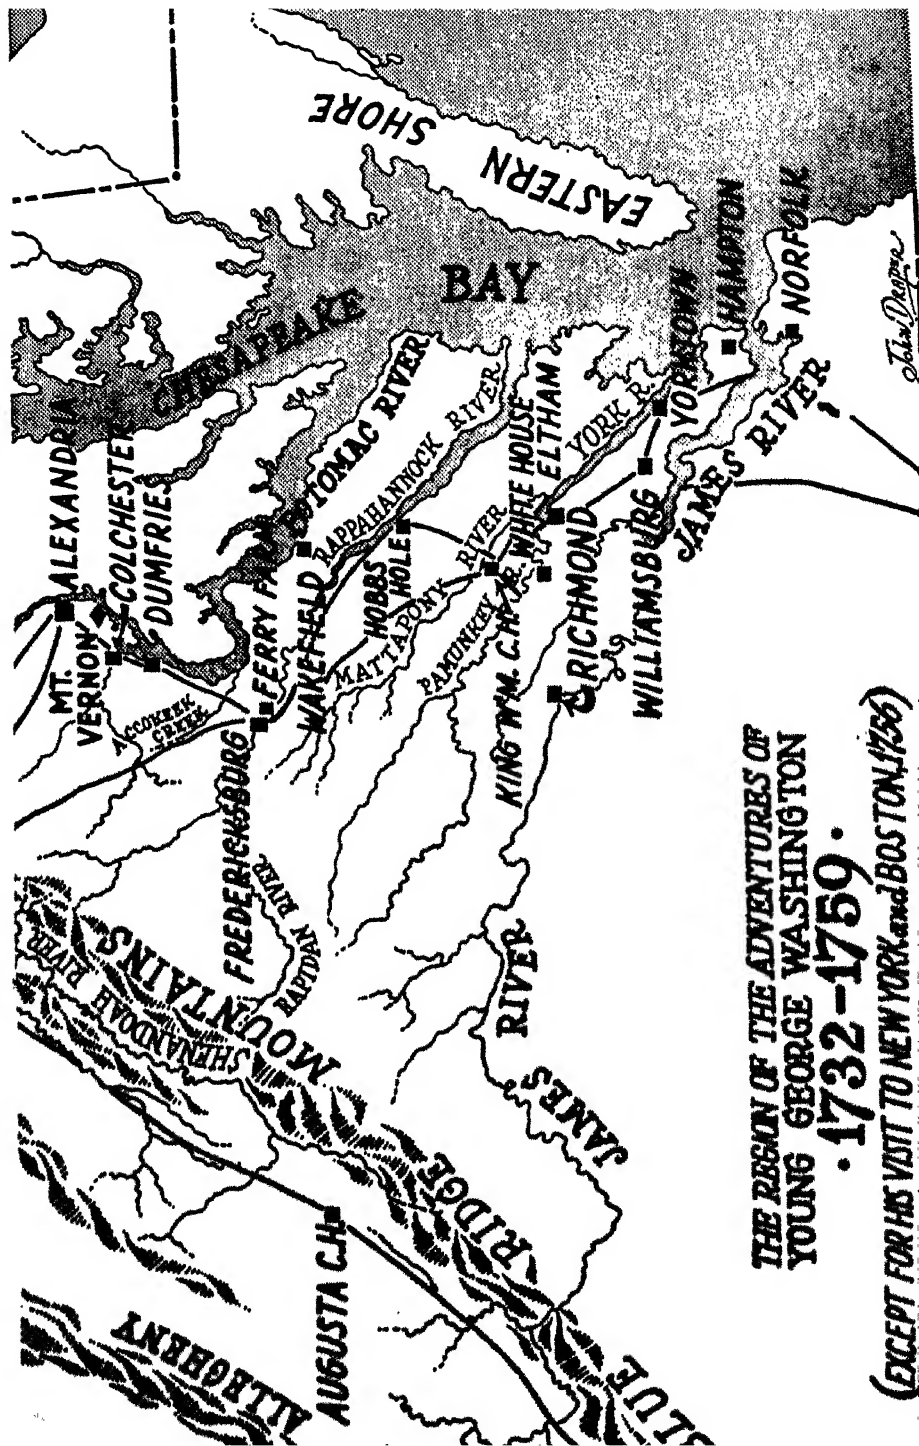 EASTERN
SHORE
CHESAPEAKE
BAY
ALEXANDRIA
MT.
VERNON
COLCHESTER
DUMFRIES
ACCOKEEK
CREEK
POTOMAC RIVER
FERRY FARM
WAKEFIELD
FREDERICKSBURG
RAPPAHANNOCK RIVER
RAPIDAN RIVER
HOBBS
HOLE
MATTAPONY RIVER
PAMUNKEY R.
KING WM. C.H.
WHITE HOUSE
ELTHAM
YORK R.
RICHMOND
WILLIAMSBURG
YORKTOWN
HAMPTON
NORFOLK
JAMES RIVER
JAMES RIVER
SHENANDOAH RIVER
BLUE RIDGE MOUNTAINS
ALLEGHENY
AUGUSTA C.H.
THE REGION OF THE ADVENTURES OF
YOUNG GEORGE WASHINGTON
·1732-1759·
(EXCEPT FOR HIS VISIT TO NEW YORK and BOSTON, 1756)
John Draper